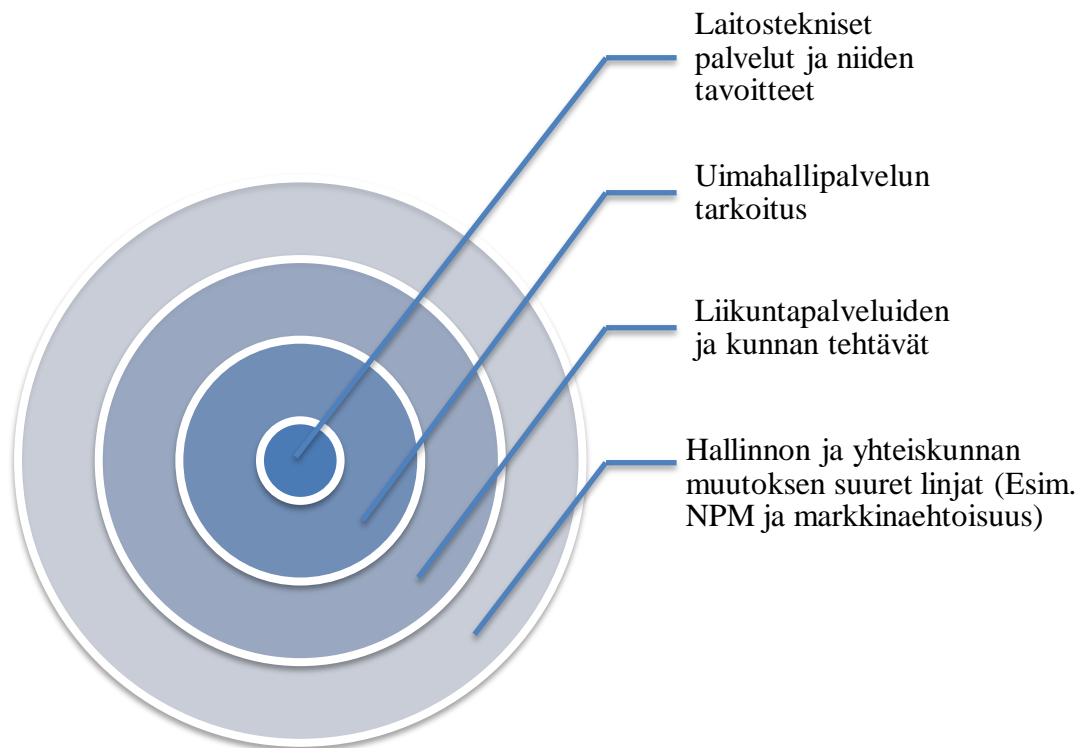 Laitostekniset
palvelut ja niiden
tavoitteet
Uimahallipalvelun
tarkoitus
Liikuntapalveluiden
ja kunnan tehtävät
Hallinnon ja yhteiskunnan
muutoksen suuret linjat (Esim.
NPM ja markkinaehtoisuus)